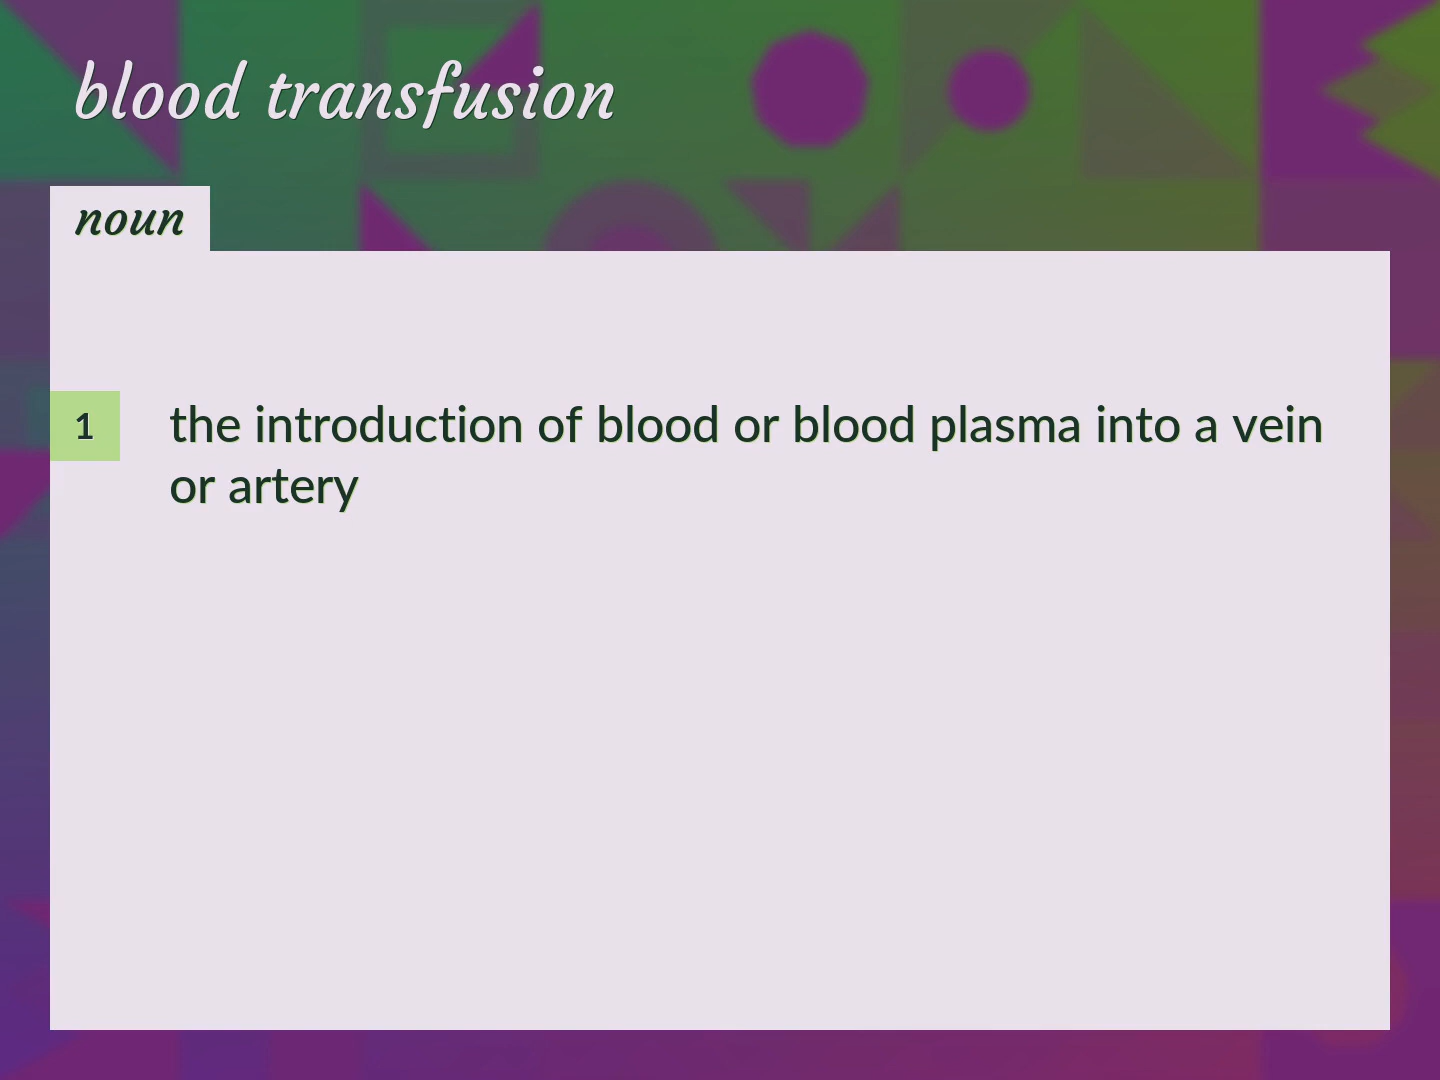 blood transfusion
noun
1
the introduction of blood or blood plasma into a vein
or artery